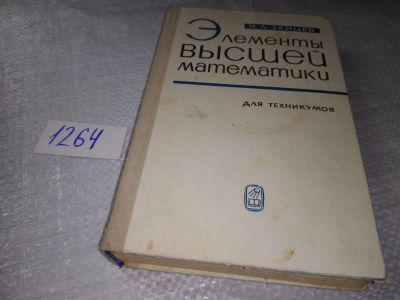 И.Л. ЗАЙЦЕВ
Элементы
ВЫСШЕЙ
математики
ДЛЯ ТЕХНИКУМОВ
1264